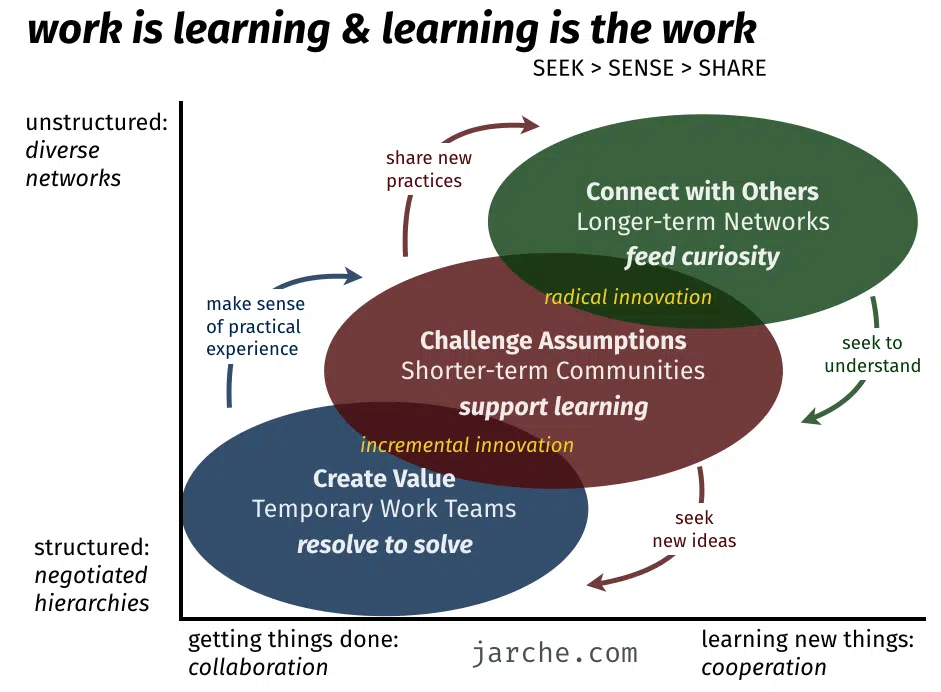 work is learning & learning is the work
SEEK > SENSE > SHARE
unstructured:
diverse
networks
share new
practices
Connect with Others
Longer-term Networks
feed curiosity
radical innovation
make sense
of practical
experience
Challenge Assumptions
Shorter-term Communities
support learning
seek to
understand
incremental innovation
Create Value
Temporary Work Teams
resolve to solve
seek
new ideas
structured:
negotiated
hierarchies
getting things done:
collaboration
jarche.com
learning new things:
cooperation